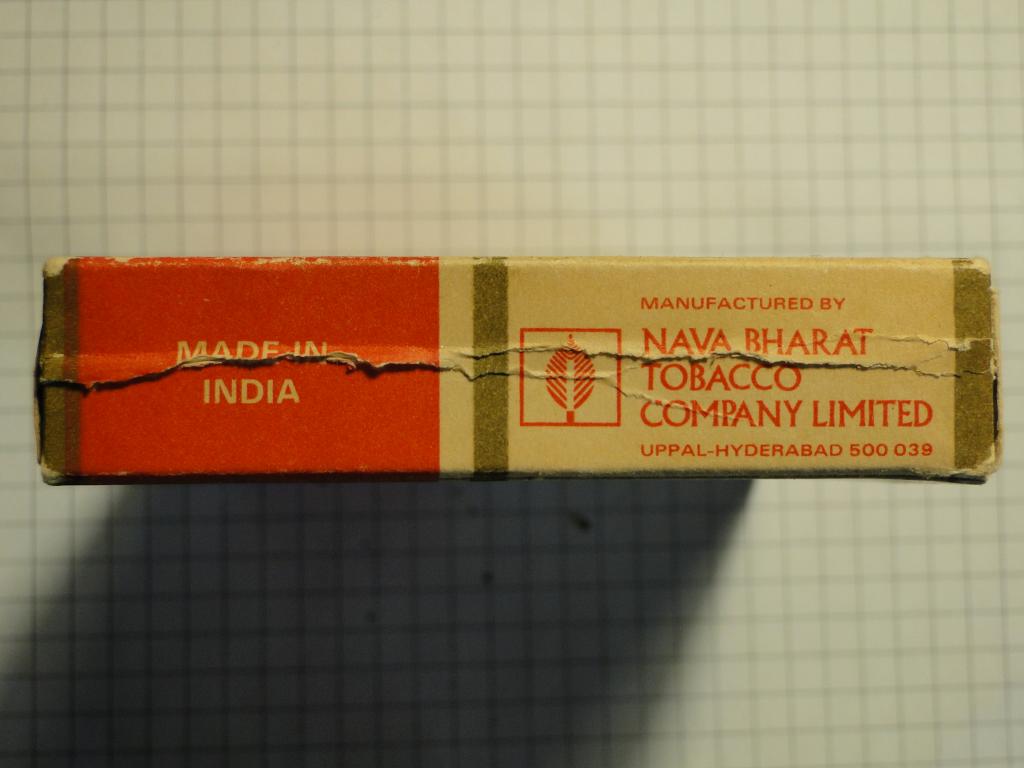 MADE IN
INDIA
MANUFACTURED BY
NAVA BHARAT
TOBACCO
COMPANY LIMITED
UPPAL-HYDERABAD 500 039